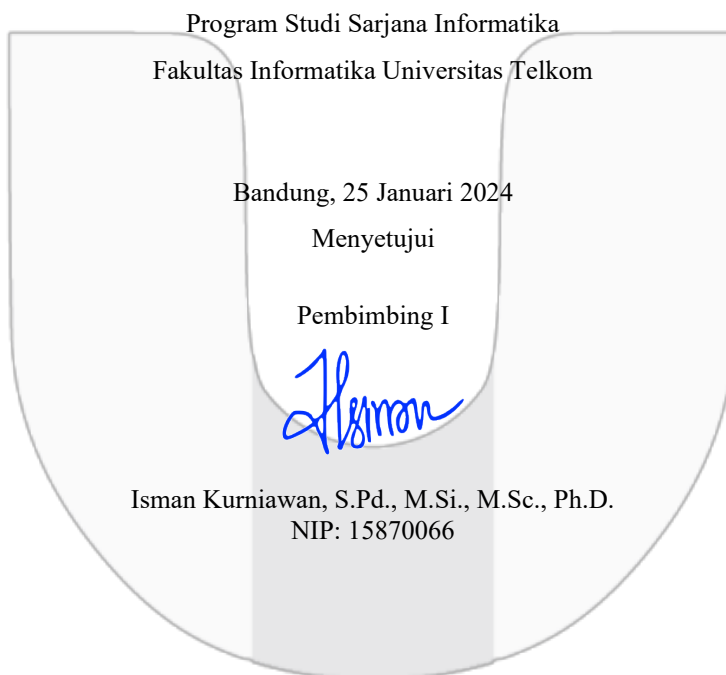 Program Studi Sarjana Informatika
Fakultas Informatika Universitas Telkom
Bandung, 25 Januari 2024
Menyetujui
Pembimbing I
Isman Kurniawan, S.Pd., M.Si., M.Sc., Ph.D.
NIP: 15870066